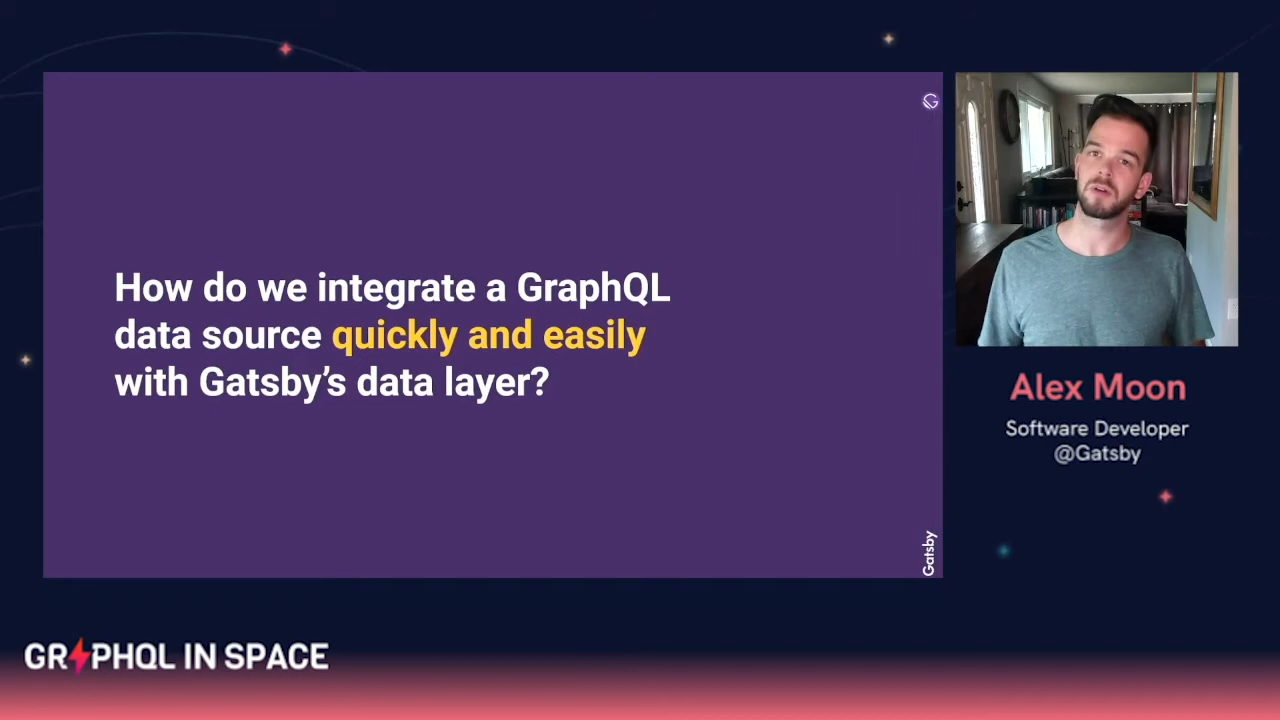 How do we integrate a GraphQL
data source quickly and easily
with Gatsby’s data layer?
Gatsby
Alex Moon
Software Developer
@Gatsby
GRAPHQL IN SPACE